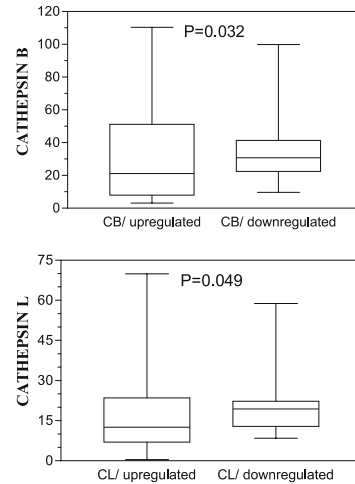 CATHEPSIN B
120
100
80
60
40
20
0
P=0.032
CB/ upregulated CB/ downregulated
CATHEPSIN L
75
60
45
30
15
0
P=0.049
CL/ upregulated CL/ downregulated